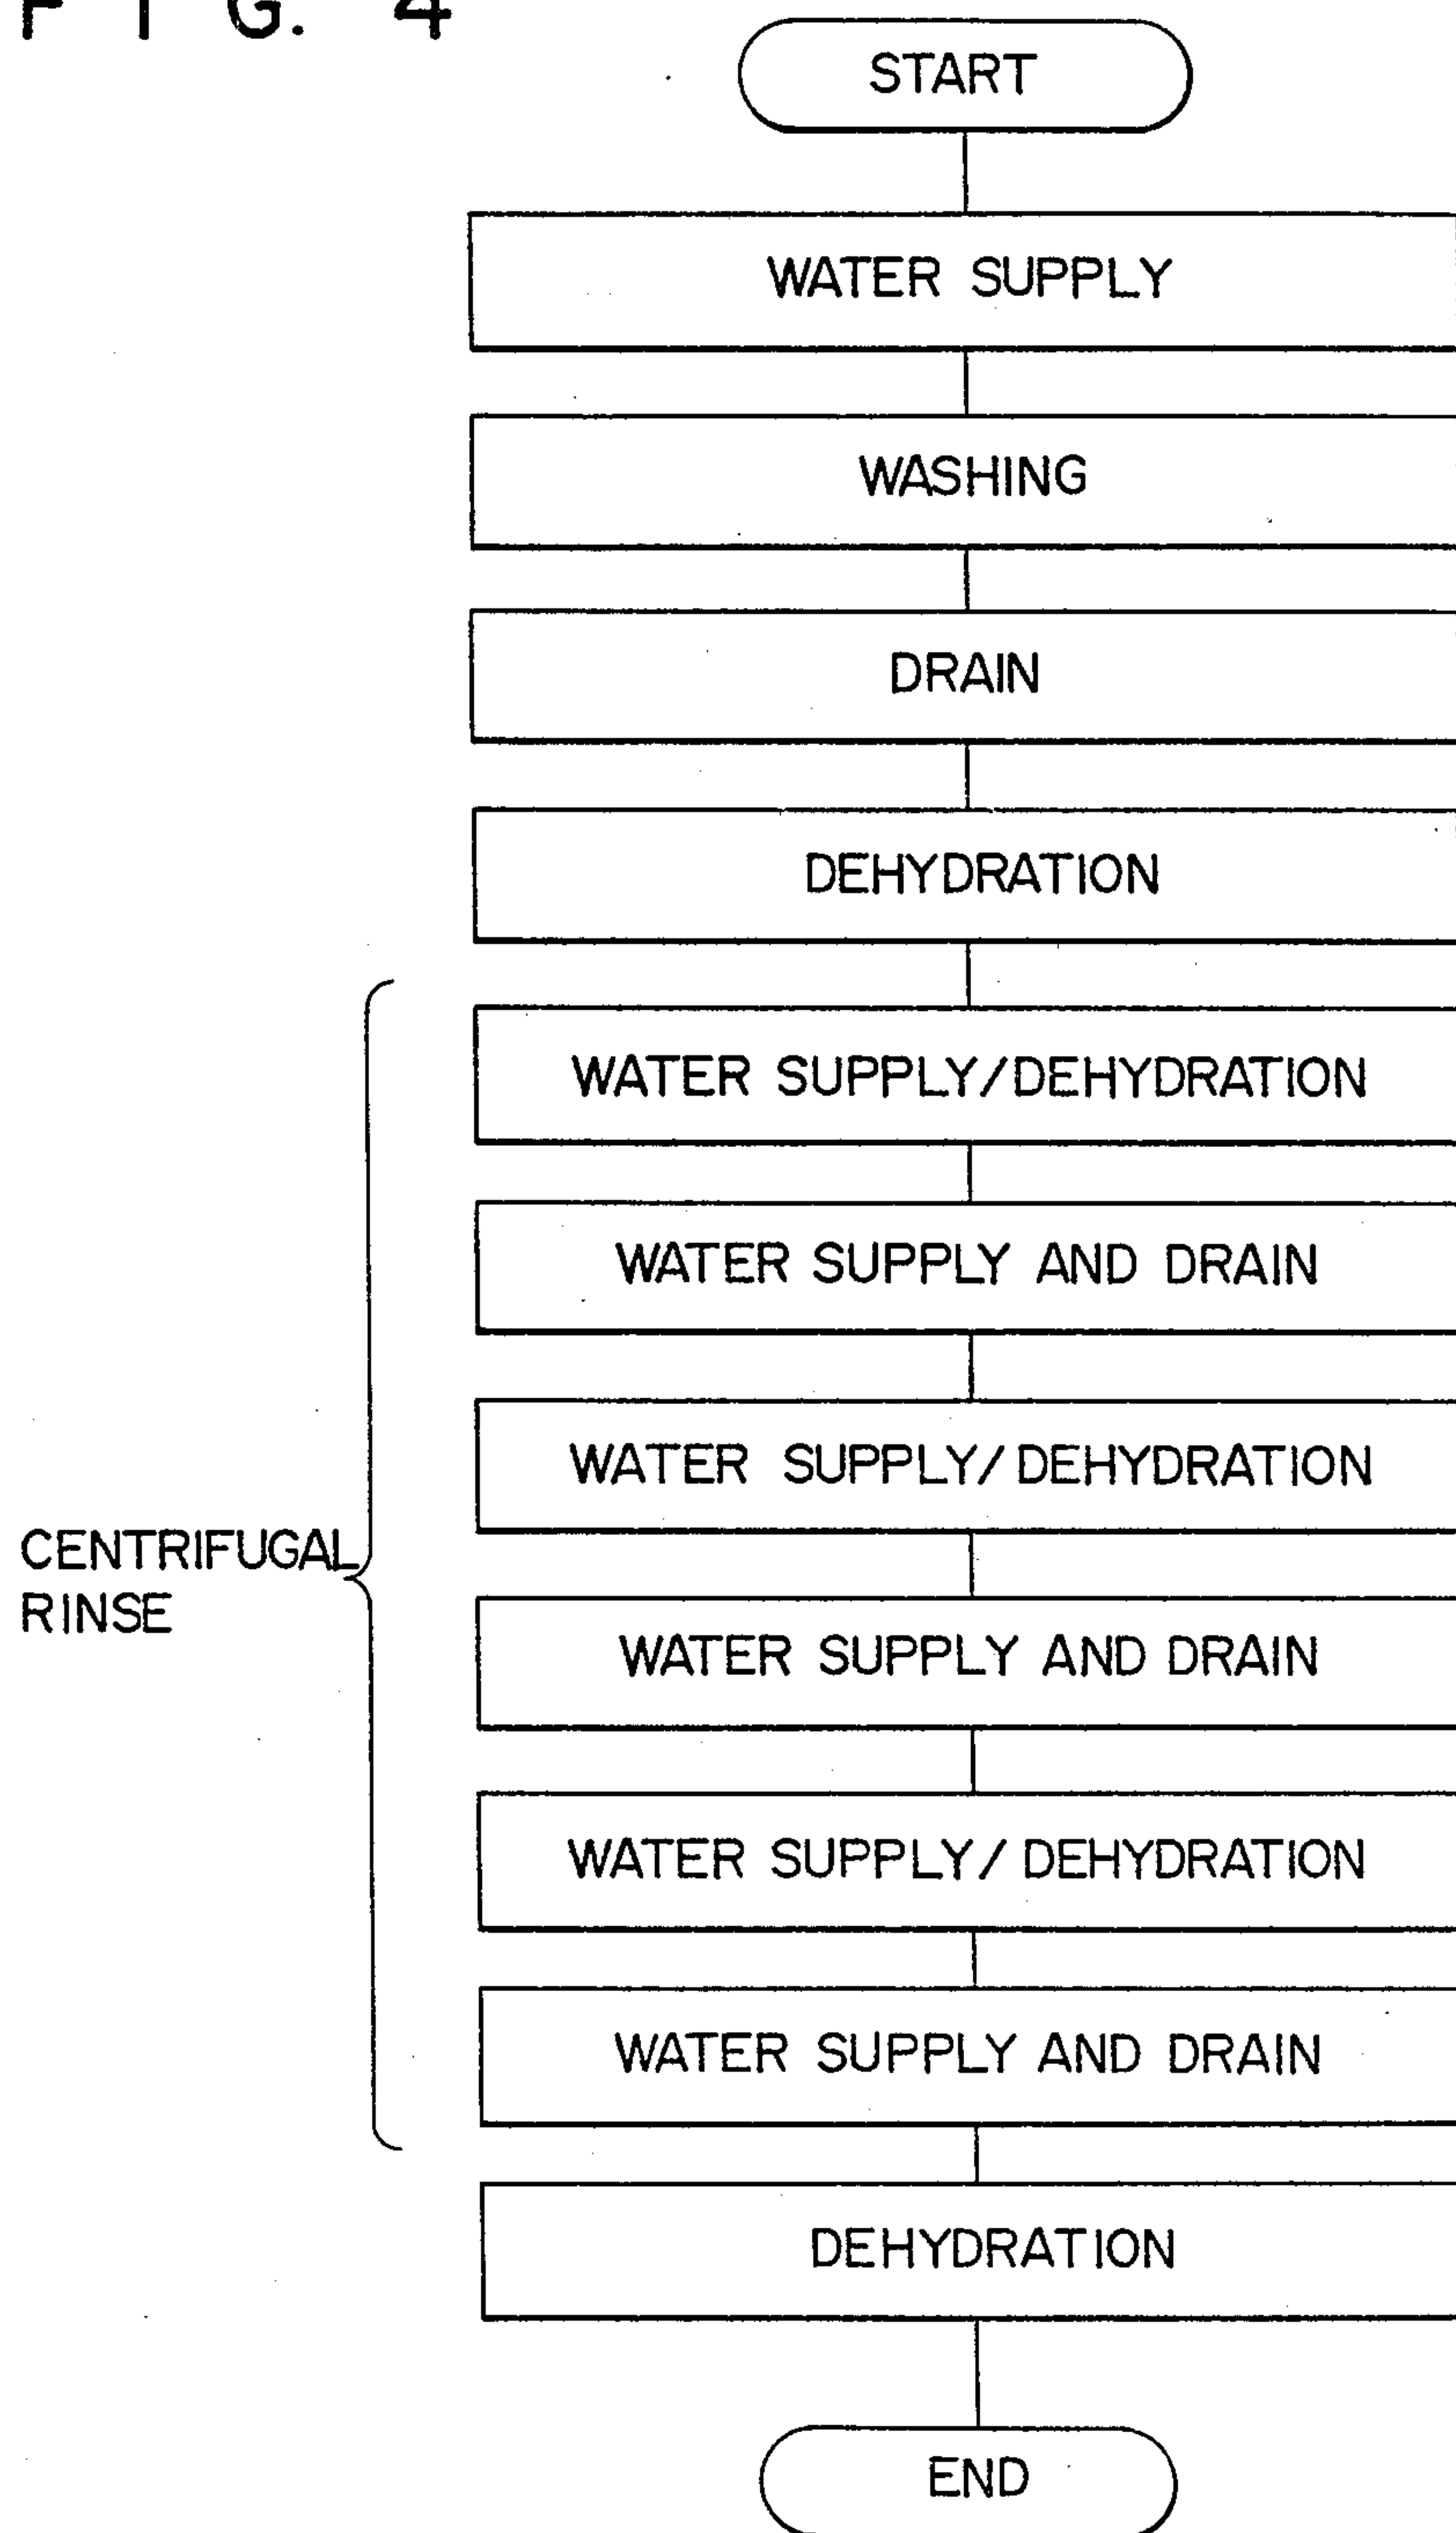 FIG. 4
START
WATER SUPPLY
WASHING
DRAIN
DEHYDRATION
WATER SUPPLY/DEHYDRATION
WATER SUPPLY AND DRAIN
WATER SUPPLY/DEHYDRATION
CENTRIFUGAL
RINSE
WATER SUPPLY AND DRAIN
WATER SUPPLY/DEHYDRATION
WATER SUPPLY AND DRAIN
DEHYDRATION
END